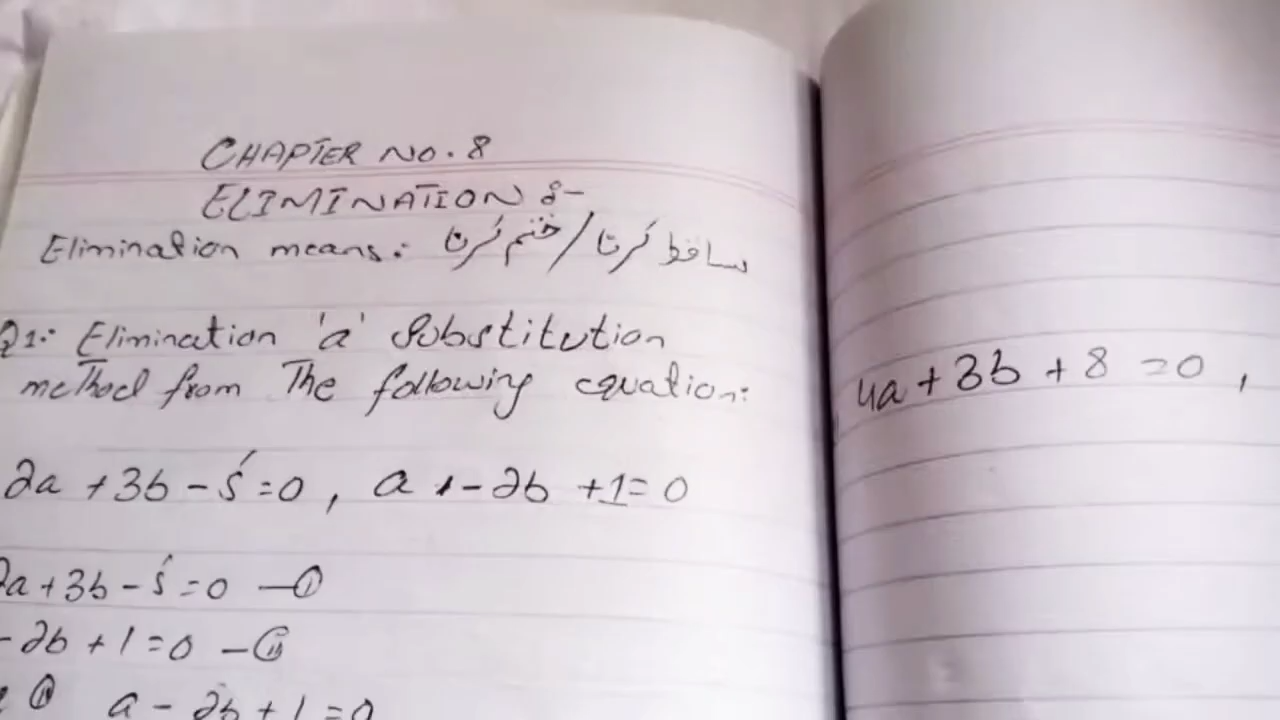 CHAPTER NO. 8
ELIMINATION :-
Elimination means: ساقط کرنا / ختم کرنا
Q1: Elimination 'a' Substitution
method from The following equation:
2a + 3b - 5 = 0 , a - 2b + 1 = 0
2a + 3b - 5 = 0 — (i)
- 2b + 1 = 0 — (ii)
(ii) a - 2b + 1 = 0
4a + 3b + 8 = 0 ,